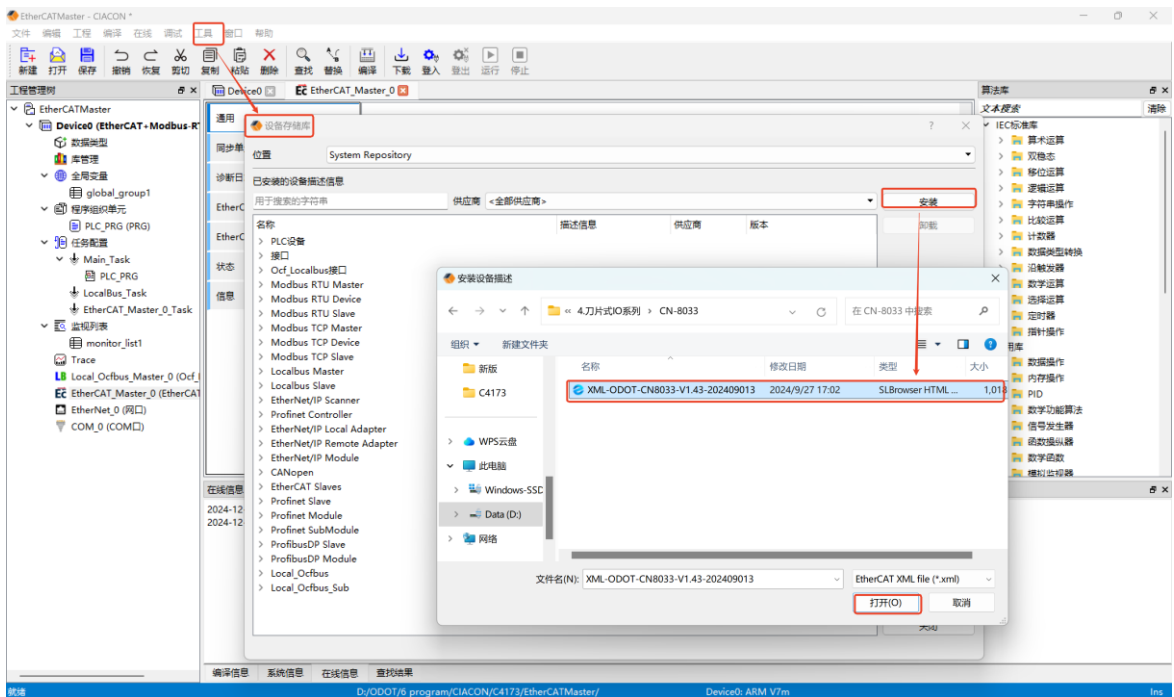 EtherCATMaster - CIACON *
文件 编辑 工程 编译 在线 调试 工具 窗口 帮助
新建 打开 保存 撤销 恢复 剪切 复制 粘贴 删除 查找 替换 编译 下载 登入 登出 运行 停止
工程管理树
EtherCATMaster
Device0 (EtherCAT+Modbus-R
数据类型
库管理
全局变量
global_group1
程序组织单元
PLC_PRG (PRG)
任务配置
Main_Task
PLC_PRG
LocalBus_Task
EtherCAT_Master_0_Task
监视列表
monitor_list1
Trace
Local_Ocfbus_Master_0 (Ocf_l
EtherCAT_Master_0 (EtherCAT
EtherNet_0 (网口)
COM_0 (COM口)
Device0
EtherCAT_Master_0
通用
同步单
诊断日
EtherC
EtherC
状态
信息
设备存储库
位置 System Repository
已安装的设备描述信息
用于搜索的字符串 供应商 <全部供应商> 安装
名称 描述信息 供应商 版本 卸载
PLC设备
接口
Ocf_Localbus接口
Modbus RTU Master
Modbus RTU Device
Modbus RTU Slave
Modbus TCP Master
Modbus TCP Device
Modbus TCP Slave
Localbus Master
Localbus Slave
EtherNet/IP Scanner
Profinet Controller
EtherNet/IP Local Adapter
EtherNet/IP Remote Adapter
EtherNet/IP Module
CANopen
EtherCAT Slaves
Profinet Slave
Profinet Module
Profinet SubModule
ProfibusDP Slave
ProfibusDP Module
Local_Ocfbus
Local_Ocfbus_Sub
关闭
安装设备描述
« 4.刀片式IO系列 › CN-8033 在 CN-8033 中搜索
组织 新建文件夹
名称 修改日期 类型 大小
XML-ODOT-CN8033-V1.43-202409013 2024/9/27 17:02 SLBrowser HTML ... 1,018
新版
C4173
WPS云盘
此电脑
Windows-SSD
Data (D:)
网络
文件名(N): XML-ODOT-CN8033-V1.43-202409013 EtherCAT XML file (*.xml)
打开(O) 取消
算法库
文本搜索 清除
IEC标准库
算术运算
双稳态
移位运算
逻辑运算
字符串操作
比较运算
计数器
数据类型转换
沿触发器
数学运算
选择运算
定时器
指针操作
用库
数据操作
内存操作
PID
数学功能算法
信号发生器
函数操纵器
数学函数
模拟监视器
在线信息
2024-12
2024-12
编译信息 系统信息 在线信息 查找结果
就绪 D:/ODOT/6 program/CIACON/C4173/EtherCATMaster/ Device0: ARM V7m Ins